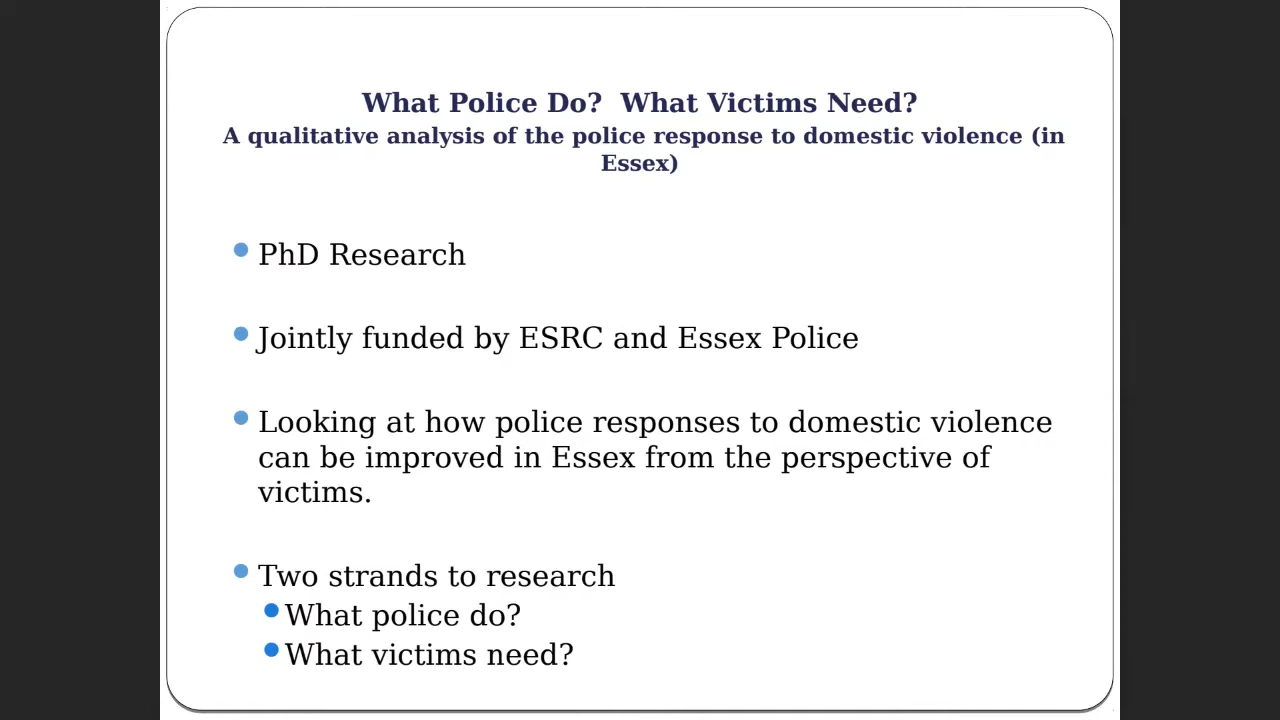 What Police Do?  What Victims Need?
A qualitative analysis of the police response to domestic violence (in
Essex)
PhD Research
Jointly funded by ESRC and Essex Police
Looking at how police responses to domestic violence
can be improved in Essex from the perspective of
victims.
Two strands to research
What police do?
What victims need?